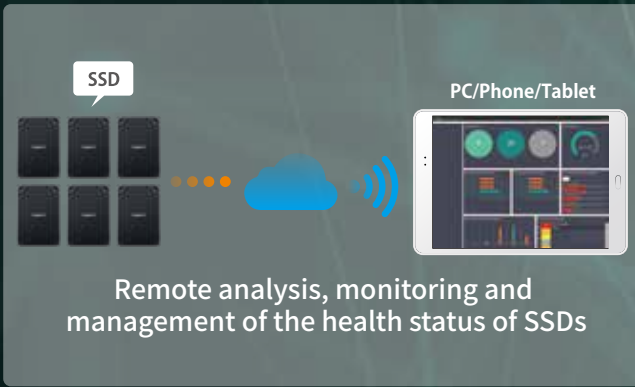 SSD
PC/Phone/Tablet
Remote analysis, monitoring and
management of the health status of SSDs